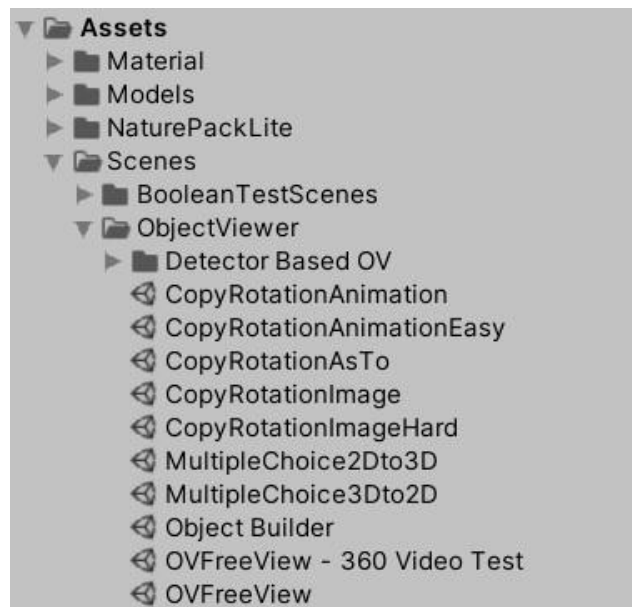 Assets
Material
Models
NaturePackLite
Scenes
BooleanTestScenes
ObjectViewer
Detector Based OV
CopyRotationAnimation
CopyRotationAnimationEasy
CopyRotationAsTo
CopyRotationImage
CopyRotationImageHard
MultipleChoice2Dto3D
MultipleChoice3Dto2D
Object Builder
OVFreeView - 360 Video Test
OVFreeView